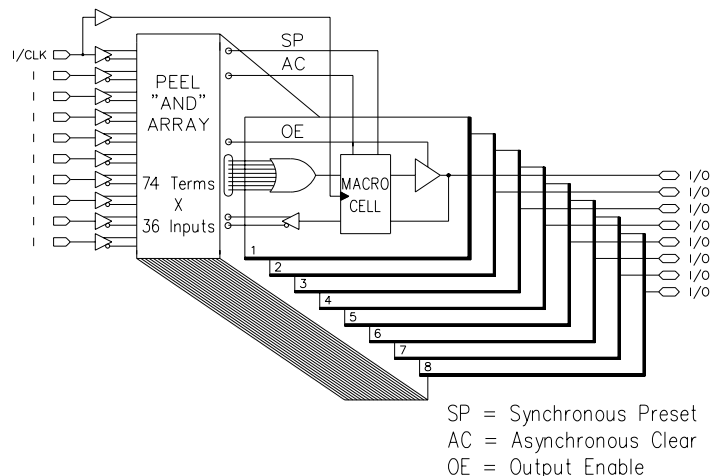 I/CLK
I
I
I
I
I
I
I
I
I
PEEL
"AND"
ARRAY
74 Terms
X
36 Inputs
SP
AC
OE
MACRO
CELL
1
2
3
4
5
6
7
8
I/O
I/O
I/O
I/O
I/O
I/O
I/O
I/O
SP = Synchronous Preset
AC = Asynchronous Clear
OE = Output Enable